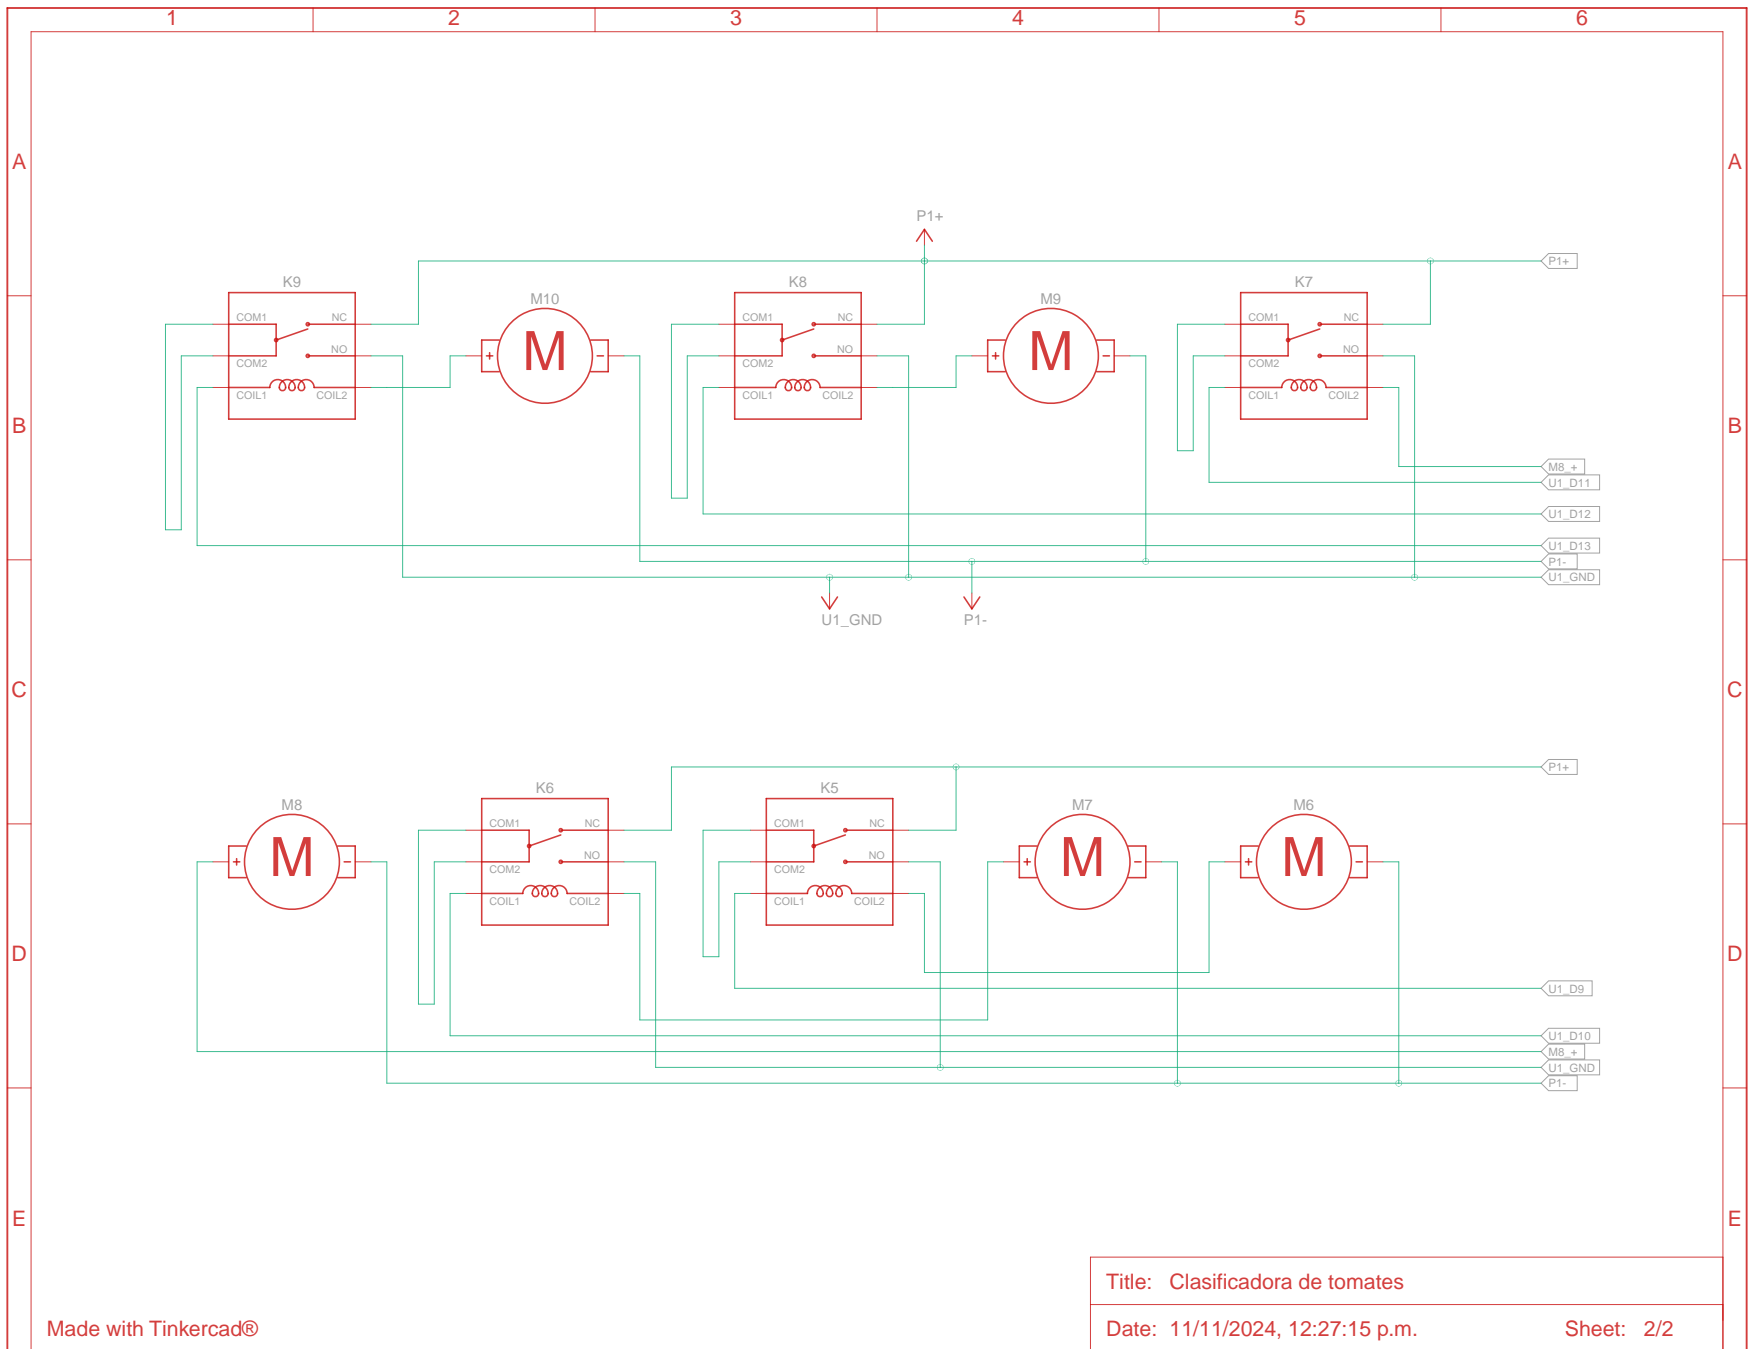 1 2 3 4 5 6
A A
P1+
P1+
K9 K8 K7
M10 M9
COM1 NC COM1 NC COM1 NC
M M
+ - + -
NO NO NO
COM2 COM2 COM2
COIL1 COIL2 COIL1 COIL2 COIL1 COIL2
B B
M8_+
U1_D11
U1_D12
U1_D13
P1-
U1_GND
U1_GND P1-
C C
P1+
K6 K5
M8 M7 M6
COM1 NC COM1 NC
M M M
+ - + - + -
NO NO
COM2 COM2
COIL1 COIL2 COIL1 COIL2
D D
U1_D9
U1_D10
M8_+
U1_GND
P1-
E E
Title: Clasificadora de tomates
Made with Tinkercad®
Date: 11/11/2024, 12:27:15 p.m. Sheet: 2/2